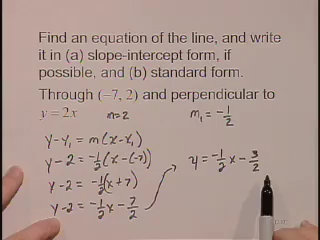 Find an equation of the line, and write
it in (a) slope-intercept form, if
possible, and (b) standard form.
Through (−7, 2) and perpendicular to
y = 2x m=2 m₁ = -1/2
y-y₁ = m(x-x₁)
y-2 = -1/2(x-(-7))
y-2 = -1/2(x+7)
y-2 = -1/2x - 7/2
y = -1/2x - 3/2